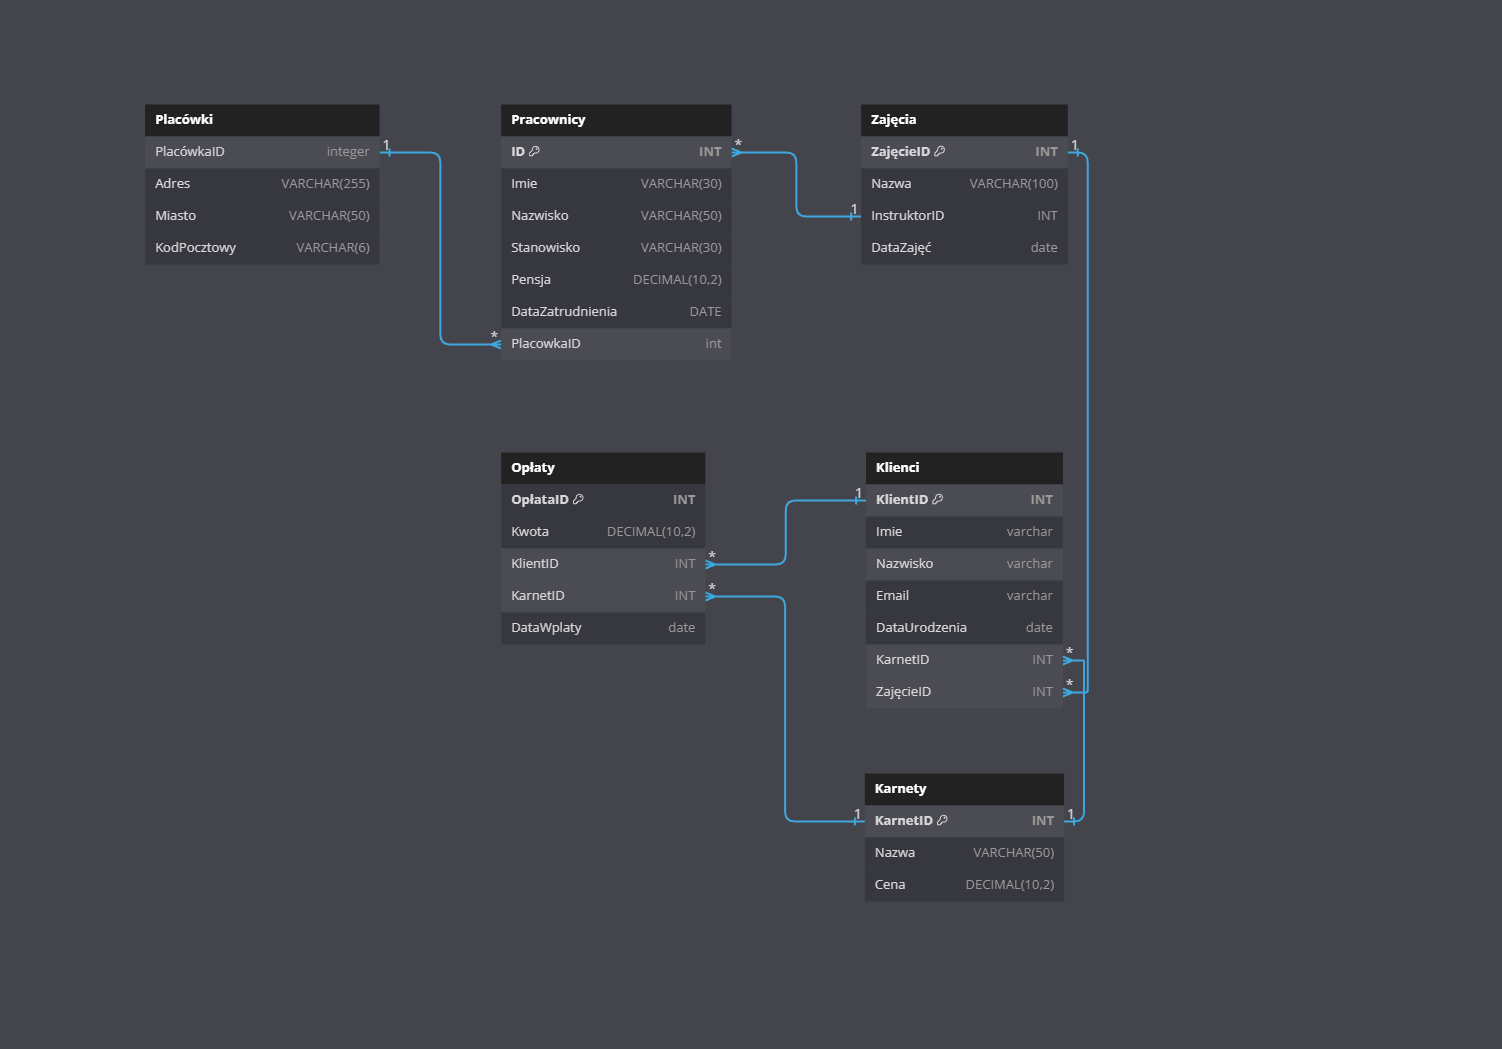 Placówki
PlacówkaID integer
Adres VARCHAR(255)
Miasto VARCHAR(50)
KodPocztowy VARCHAR(6)
1
*
Pracownicy
ID INT
Imie VARCHAR(30)
Nazwisko VARCHAR(50)
Stanowisko VARCHAR(30)
Pensja DECIMAL(10,2)
DataZatrudnienia DATE
PlacowkaID int
*
1
Zajęcia
ZajęcieID INT
Nazwa VARCHAR(100)
InstruktorID INT
DataZajęć date
1
Opłaty
OpłataID INT
Kwota DECIMAL(10,2)
KlientID INT
KarnetID INT
DataWplaty date
*
*
1
Klienci
KlientID INT
Imie varchar
Nazwisko varchar
Email varchar
DataUrodzenia date
KarnetID INT
ZajęcieID INT
*
*
1
Karnety
KarnetID INT
Nazwa VARCHAR(50)
Cena DECIMAL(10,2)
1